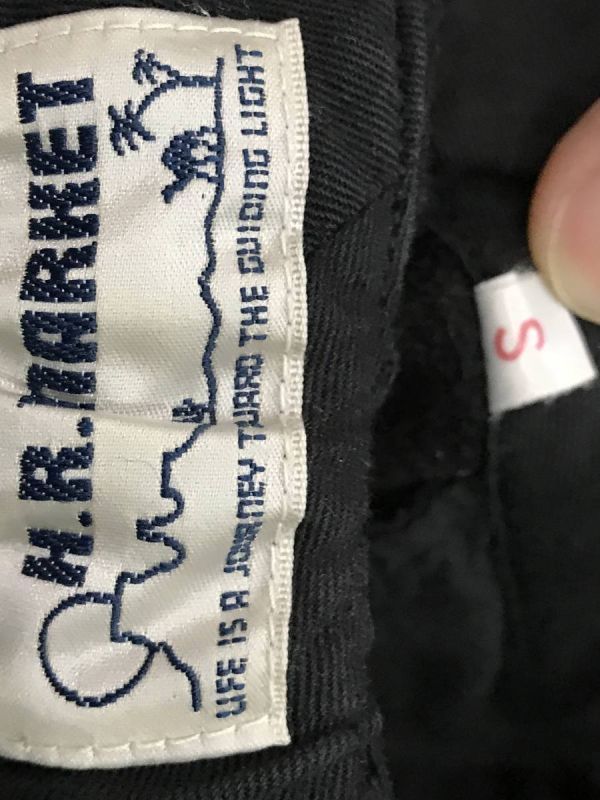 H.R.MARKET
LIFE IS A JOURNEY TWARD THE GUIDING LIGHT
S